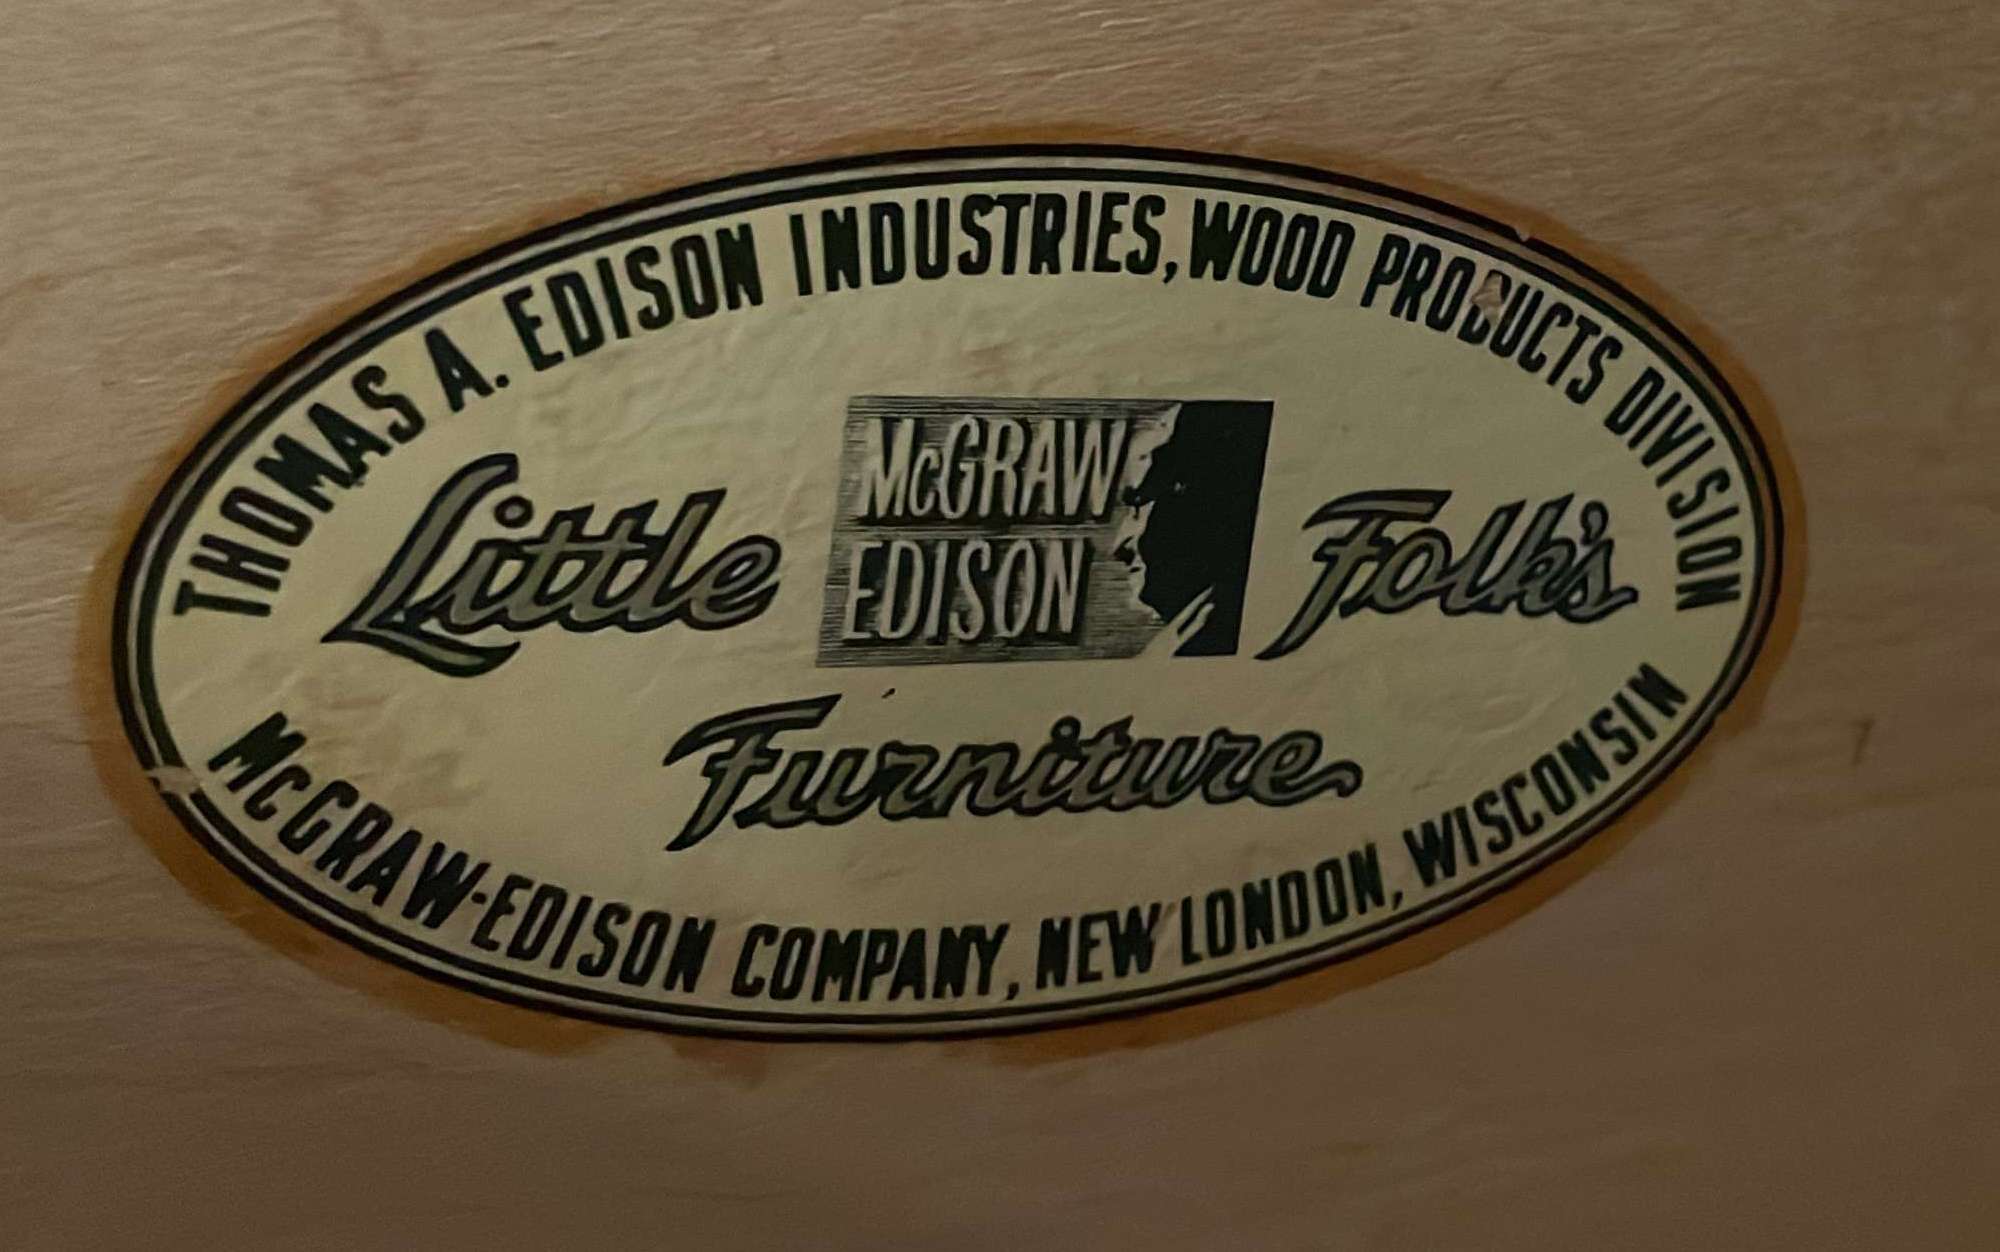 THOMAS A. EDISON INDUSTRIES, WOOD PRODUCTS DIVISION
McGRAW
EDISON
Little Folk's
Furniture
McGRAW-EDISON COMPANY, NEW LONDON, WISCONSIN